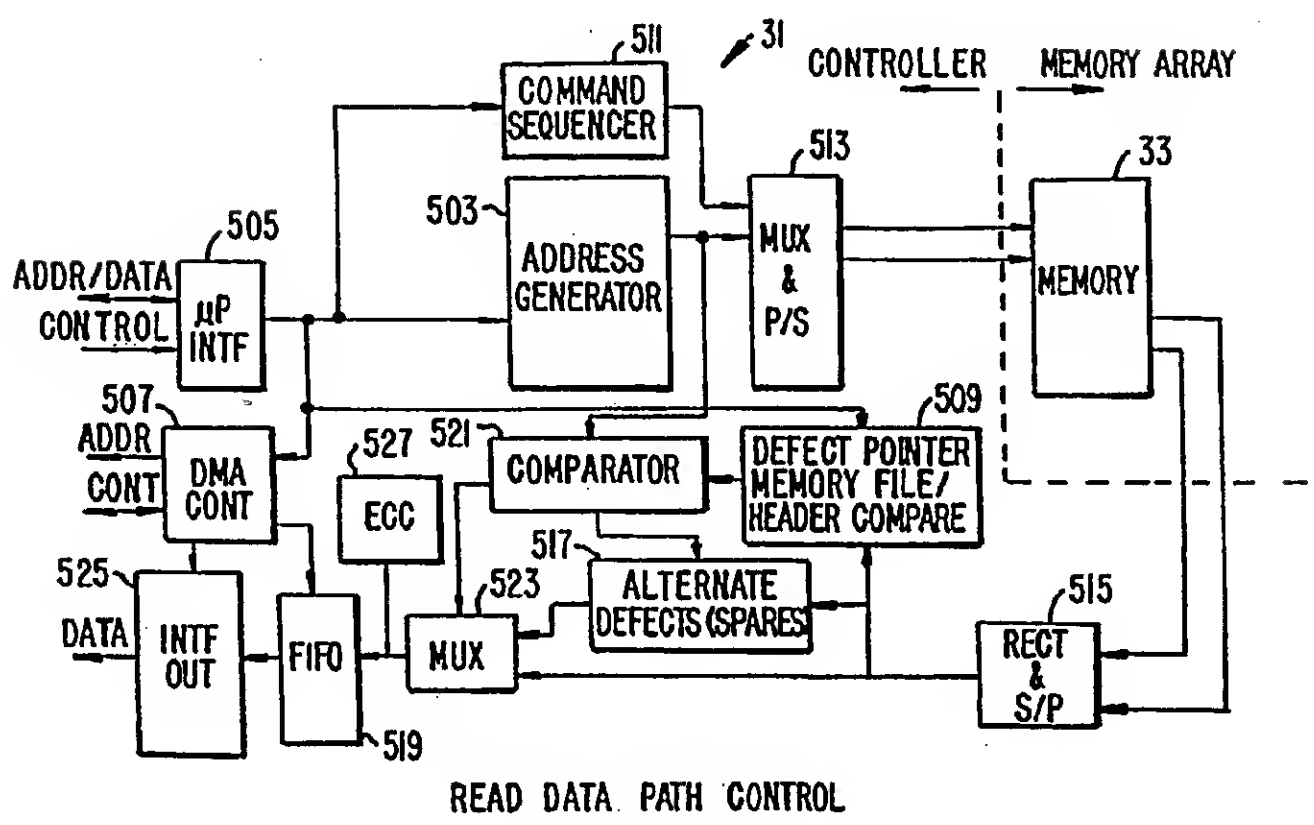 511
31
CONTROLLER
MEMORY ARRAY
COMMAND
SEQUENCER
513
33
503
505
ADDR/DATA
CONTROL
μP
INTF
ADDRESS
GENERATOR
MUX
&
P/S
MEMORY
507
ADDR
CONT
DMA
CONT
527
ECC
521
COMPARATOR
509
DEFECT POINTER
MEMORY FILE/
HEADER COMPARE
525
DATA
INTF
OUT
FIFO
519
523
MUX
517
ALTERNATE
DEFECTS (SPARES
515
RECT
&
S/P
READ DATA PATH CONTROL